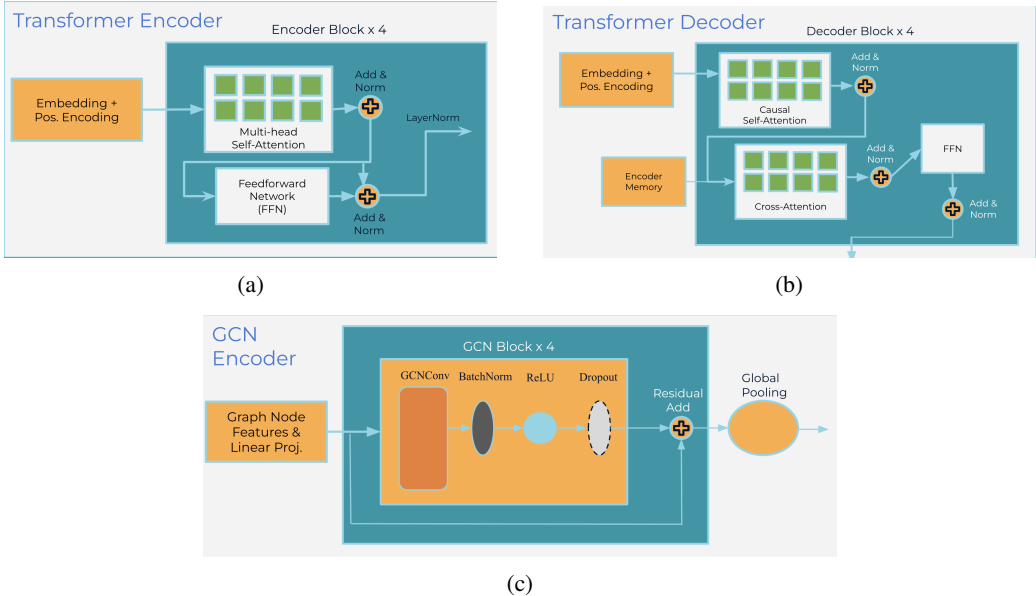 Transformer Encoder
Encoder Block x 4
Embedding +
Pos. Encoding
Multi-head
Self-Attention
Add &
Norm
LayerNorm
Feedforward
Network
(FFN)
Add &
Norm
(a)
Transformer Decoder
Decoder Block x 4
Embedding +
Pos. Encoding
Causal
Self-Attention
Add &
Norm
Encoder
Memory
Cross-Attention
Add &
Norm
FFN
Add &
Norm
(b)
GCN
Encoder
GCN Block x 4
GCNConv
BatchNorm
ReLU
Dropout
Graph Node
Features &
Linear Proj.
Residual
Add
Global
Pooling
(c)